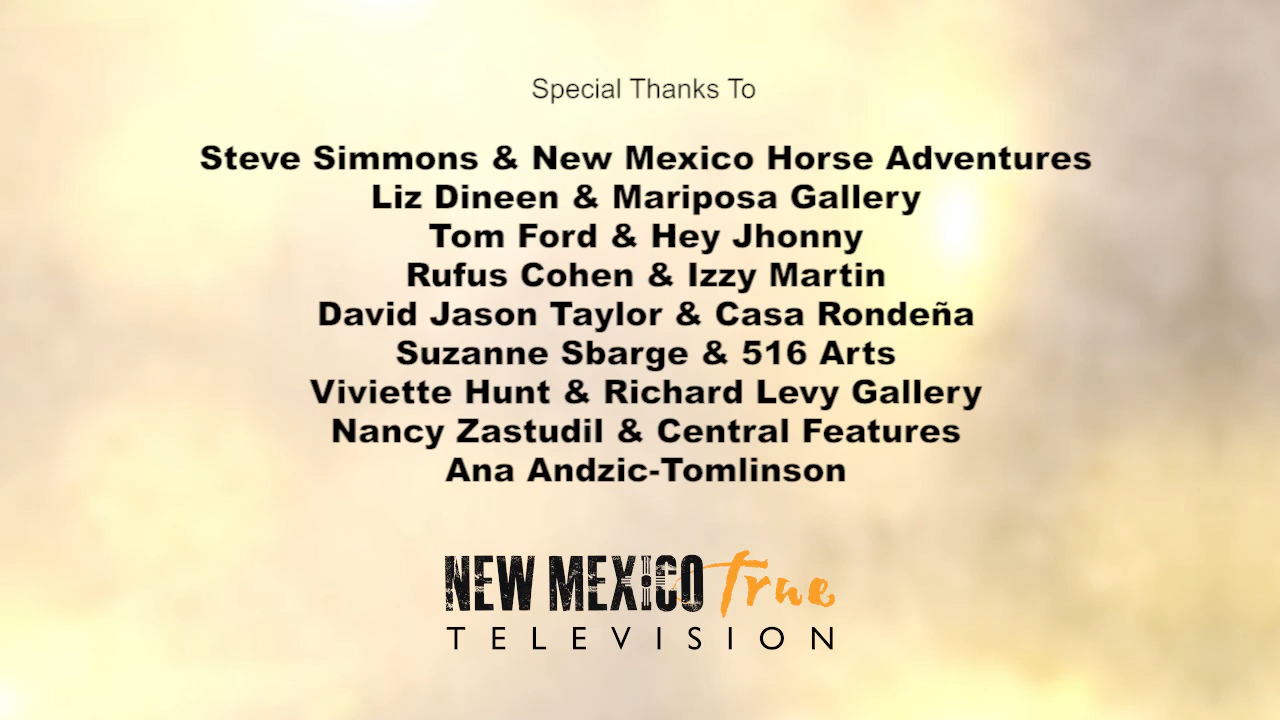 Special Thanks To
Steve Simmons & New Mexico Horse Adventures
Liz Dineen & Mariposa Gallery
Tom Ford & Hey Jhonny
Rufus Cohen & Izzy Martin
David Jason Taylor & Casa Rondeña
Suzanne Sbarge & 516 Arts
Viviette Hunt & Richard Levy Gallery
Nancy Zastudil & Central Features
Ana Andzic-Tomlinson
NEW MEXICO True
TELEVISION